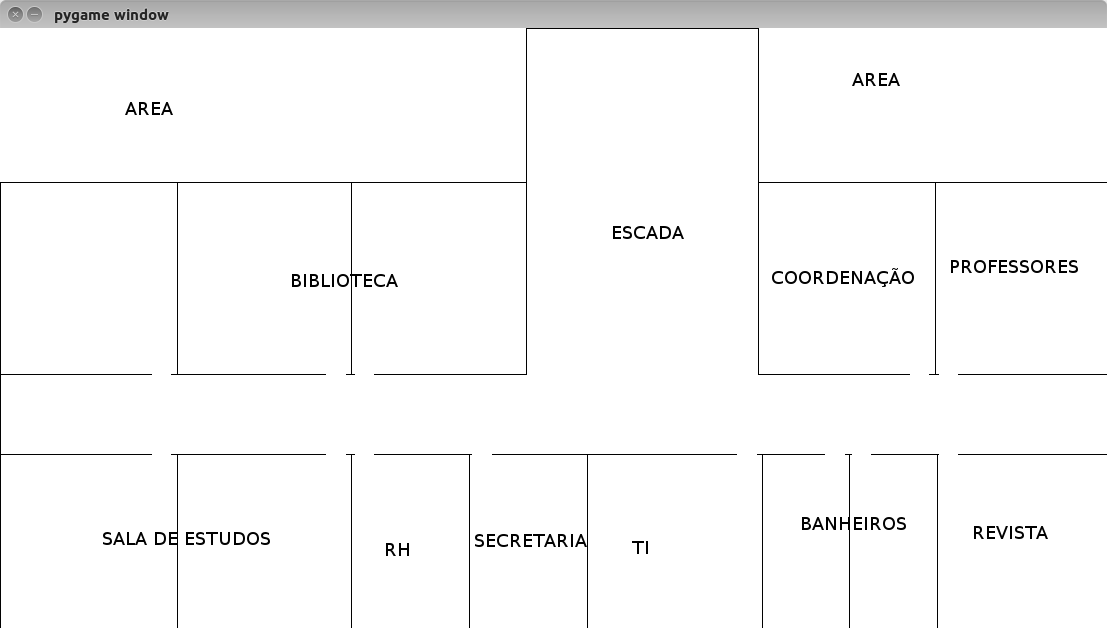 pygame window
AREA
AREA
ESCADA
BIBLIOTECA
COORDENAÇÃO
PROFESSORES
SALA DE ESTUDOS
RH
SECRETARIA
TI
BANHEIROS
REVISTA